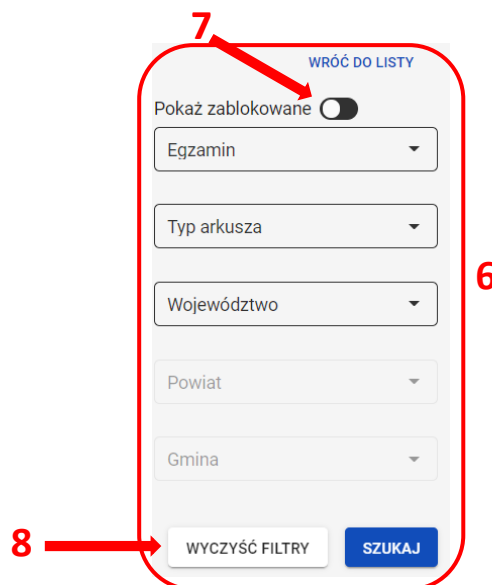 7
WRÓĆ DO LISTY
Pokaż zablokowane
Egzamin
Typ arkusza
6
Województwo
Powiat
Gmina
8
WYCZYŚĆ FILTRY
SZUKAJ